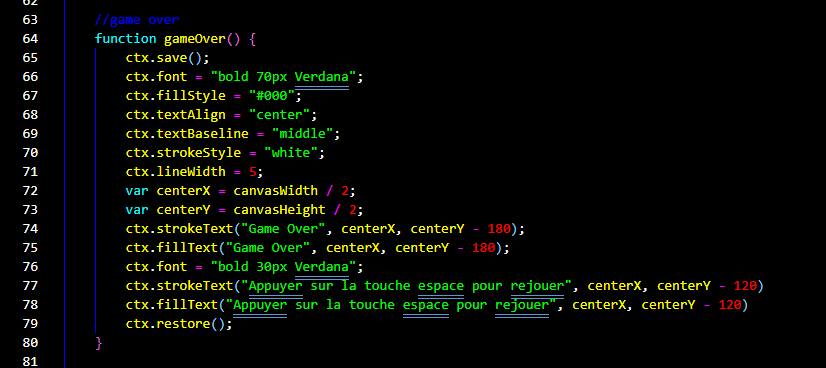 62
63 //game over
64 function gameOver() {
65 ctx.save();
66 ctx.font = "bold 70px Verdana";
67 ctx.fillStyle = "#000";
68 ctx.textAlign = "center";
69 ctx.textBaseline = "middle";
70 ctx.strokeStyle = "white";
71 ctx.lineWidth = 5;
72 var centerX = canvasWidth / 2;
73 var centerY = canvasHeight / 2;
74 ctx.strokeText("Game Over", centerX, centerY - 180);
75 ctx.fillText("Game Over", centerX, centerY - 180);
76 ctx.font = "bold 30px Verdana";
77 ctx.strokeText("Appuyer sur la touche espace pour rejouer", centerX, centerY - 120)
78 ctx.fillText("Appuyer sur la touche espace pour rejouer", centerX, centerY - 120)
79 ctx.restore();
80 }
81